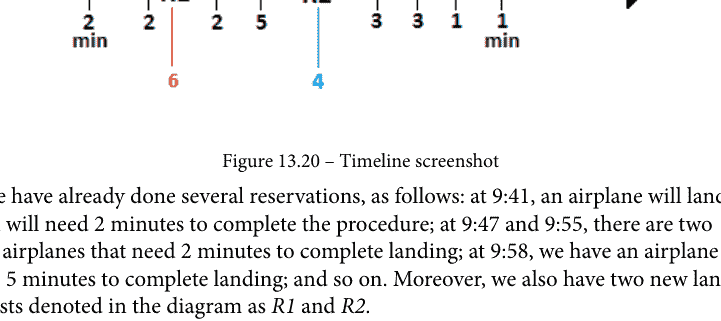 2 2 2 5 3 3 1 1
min min
6 4
Figure 13.20 – Timeline screenshot
e have already done several reservations, as follows: at 9:41, an airplane will land
will need 2 minutes to complete the procedure; at 9:47 and 9:55, there are two
airplanes that need 2 minutes to complete landing; at 9:58, we have an airplane
5 minutes to complete landing; and so on. Moreover, we also have two new lan
sts denoted in the diagram as R1 and R2.